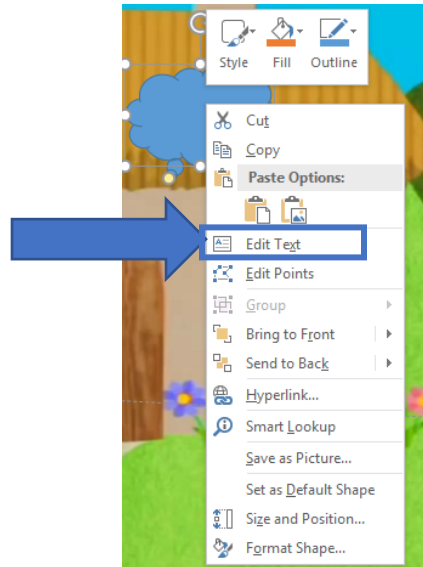 Style Fill Outline
Cut
Copy
Paste Options:
Edit Text
Edit Points
Group
Bring to Front
Send to Back
Hyperlink...
Smart Lookup
Save as Picture...
Set as Default Shape
Size and Position...
Format Shape...